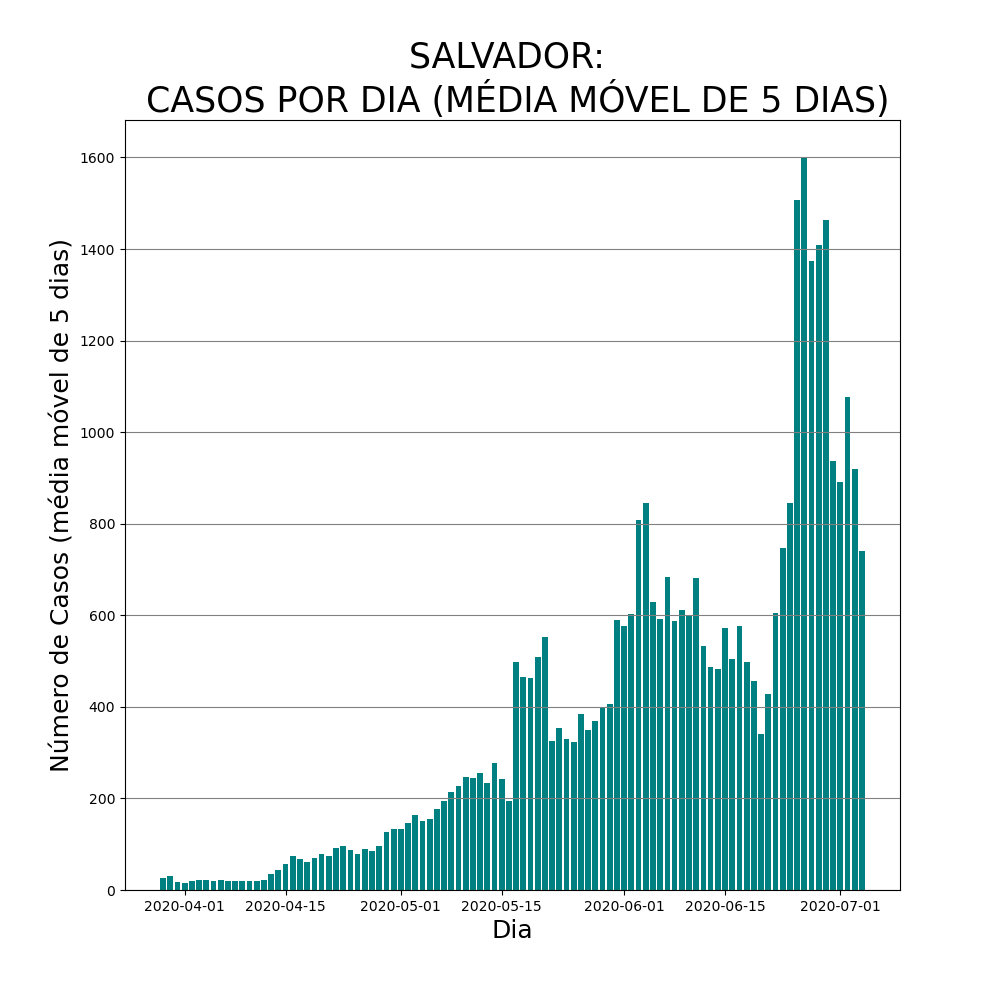 SALVADOR:
CASOS POR DIA (MÉDIA MÓVEL DE 5 DIAS)
Número de Casos (média móvel de 5 dias)
1600
1400
1200
1000
800
600
400
200
0
2020-04-01 2020-04-15 2020-05-01 2020-05-15 2020-06-01 2020-06-15 2020-07-01
Dia